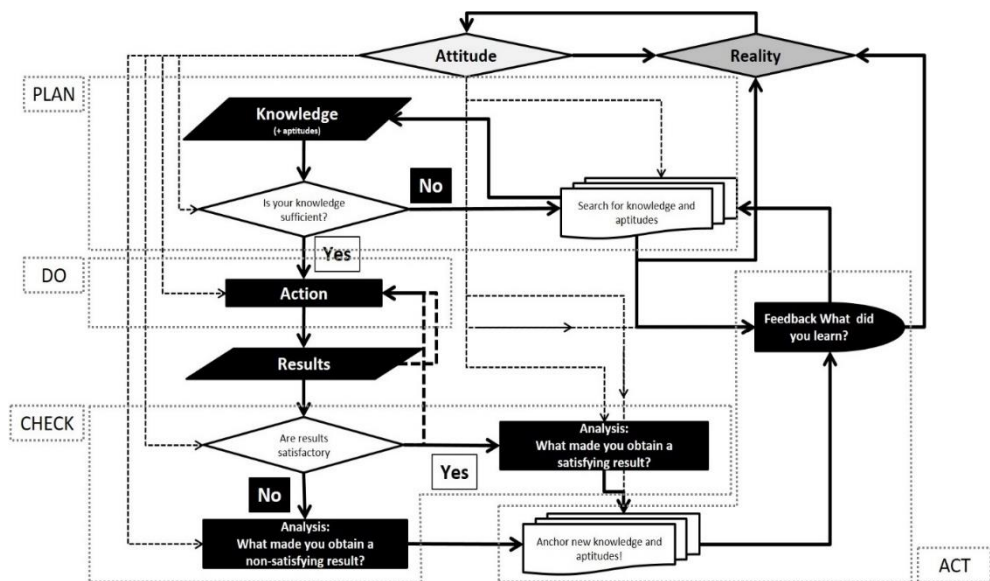 Attitude
Reality
PLAN
Knowledge
(+ aptitudes)
No
Is your knowledge
sufficient?
Search for knowledge and
aptitudes
Yes
DO
Action
Feedback What did
you learn?
Results
CHECK
Are results
satisfactory
Analysis:
What made you obtain a
satisfying result?
Yes
No
Analysis:
What made you obtain a
non-satisfying result?
Anchor new knowledge and
aptitudes!
ACT